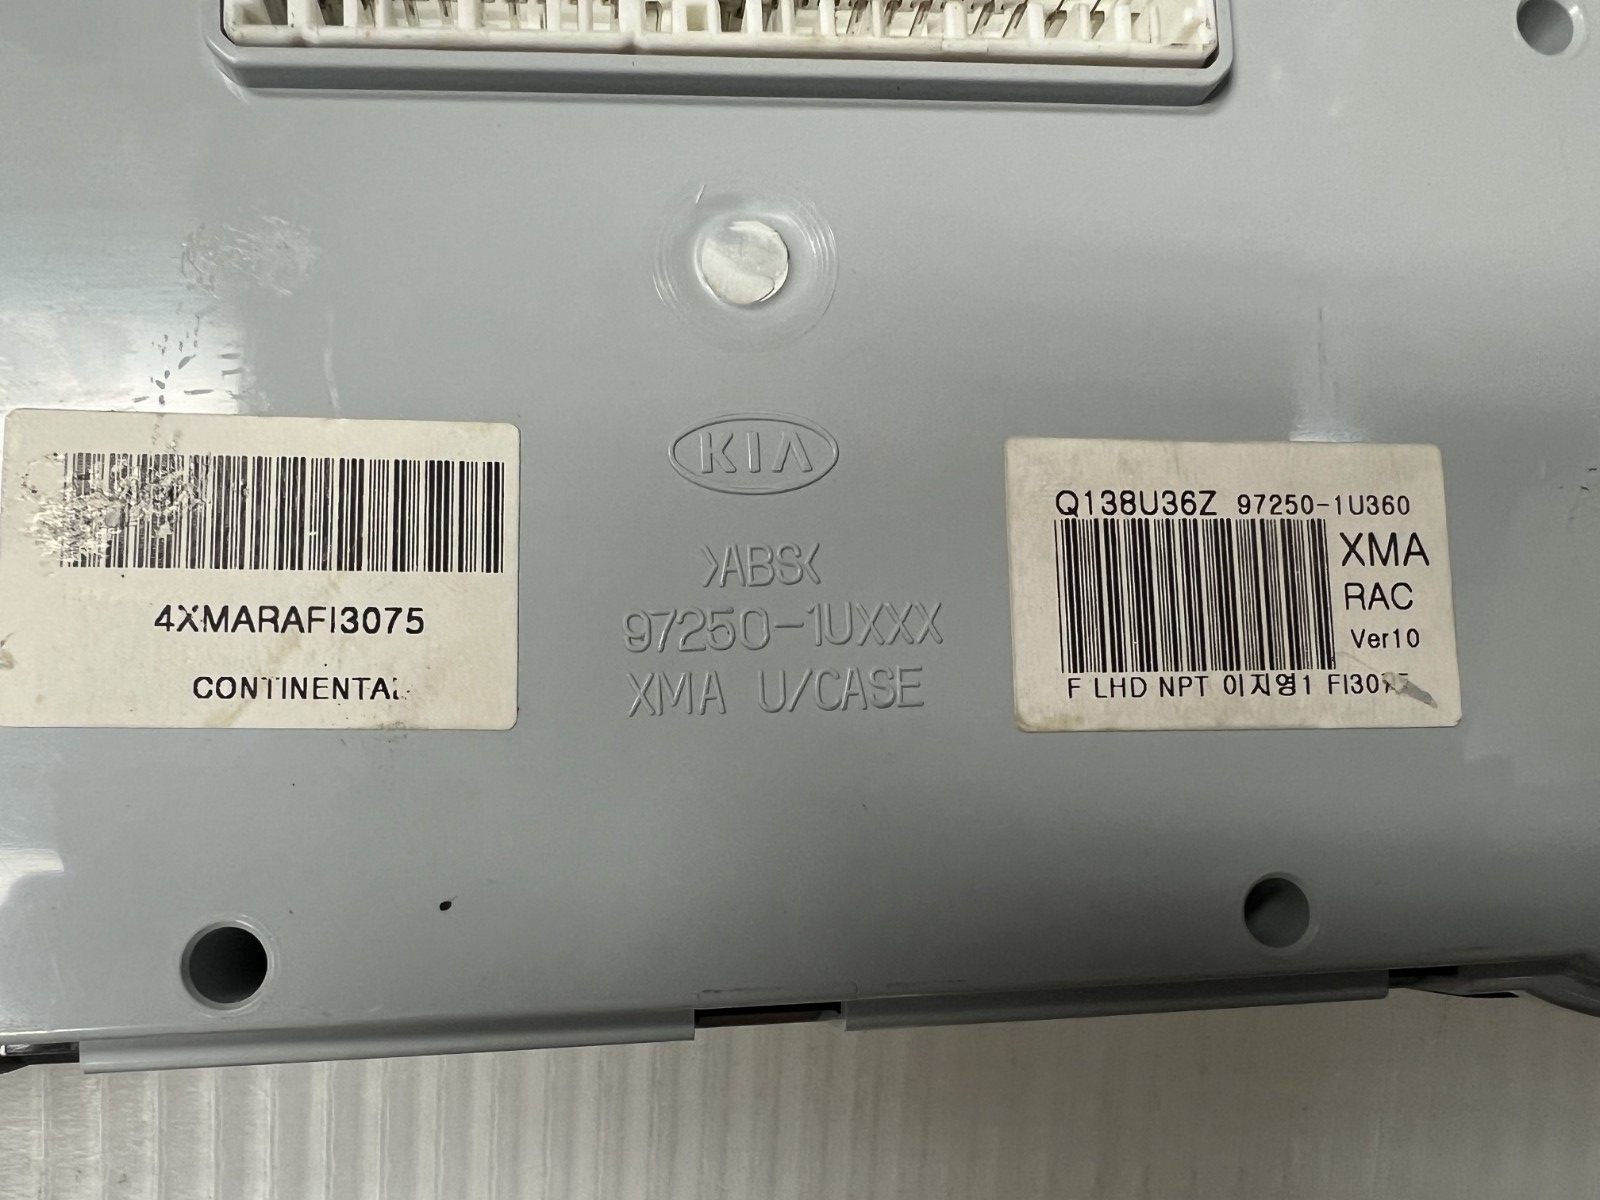 KIA
>ABS<
97250-1UXXX
XMA U/CASE
4XMARAFI3075
CONTINENTAL
Q138U36Z 97250-1U360
XMA
RAC
Ver10
F LHD NPT 이지영1 FI3075